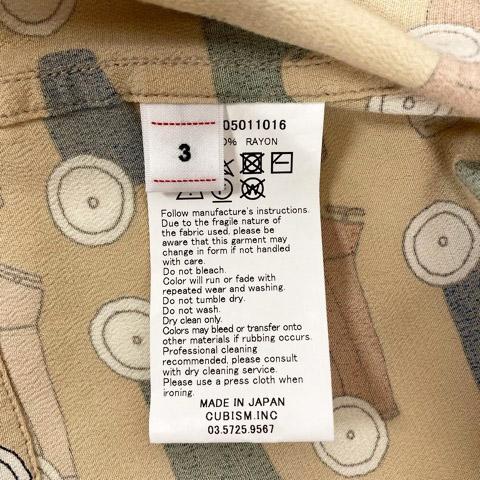 05011016
3
0% RAYON
Follow manufacture's instructions.
Due to the fragile nature of
the fabric used, please be
aware that this garment may
change in form if not handled
with care.
Do not bleach.
Color will run or fade with
repeated wear and washing.
Do not tumble dry.
Do not wash.
Dry clean only.
Colors may bleed or transfer onto
other materials if rubbing occurs.
Professional cleaning
recommended, please consult
with dry cleaning service.
Please use a press cloth when
ironing.
MADE IN JAPAN
CUBISM.INC
03.5725.9567